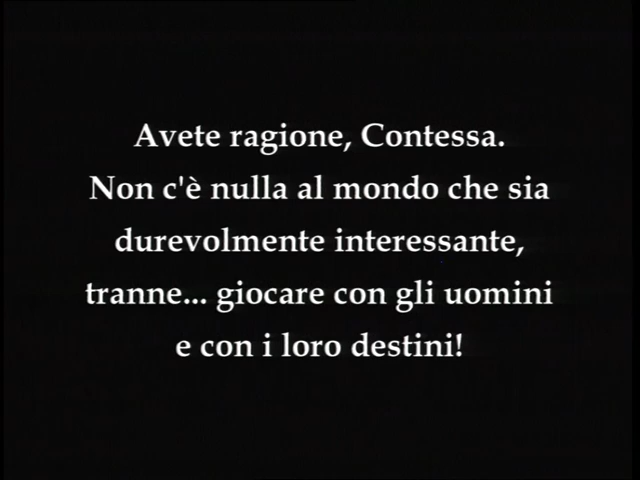 Avete ragione, Contessa.
Non c'è nulla al mondo che sia
durevolmente interessante,
tranne... giocare con gli uomini
e con i loro destini!